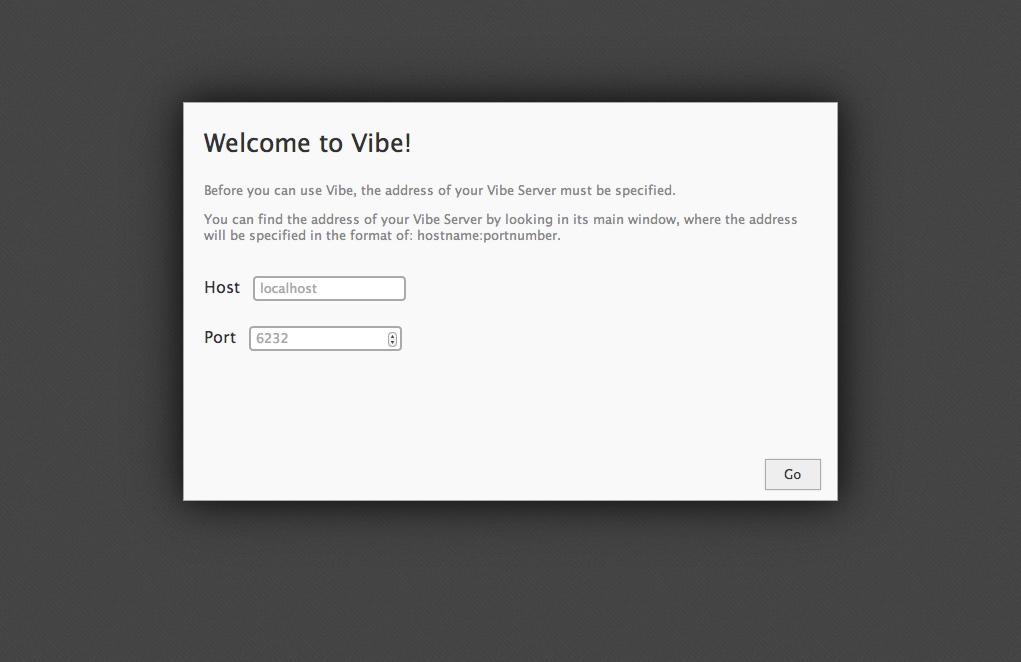 Welcome to Vibe!
Before you can use Vibe, the address of your Vibe Server must be specified.
You can find the address of your Vibe Server by looking in its main window, where the address
will be specified in the format of: hostname:portnumber.
Host localhost
Port 6232
Go